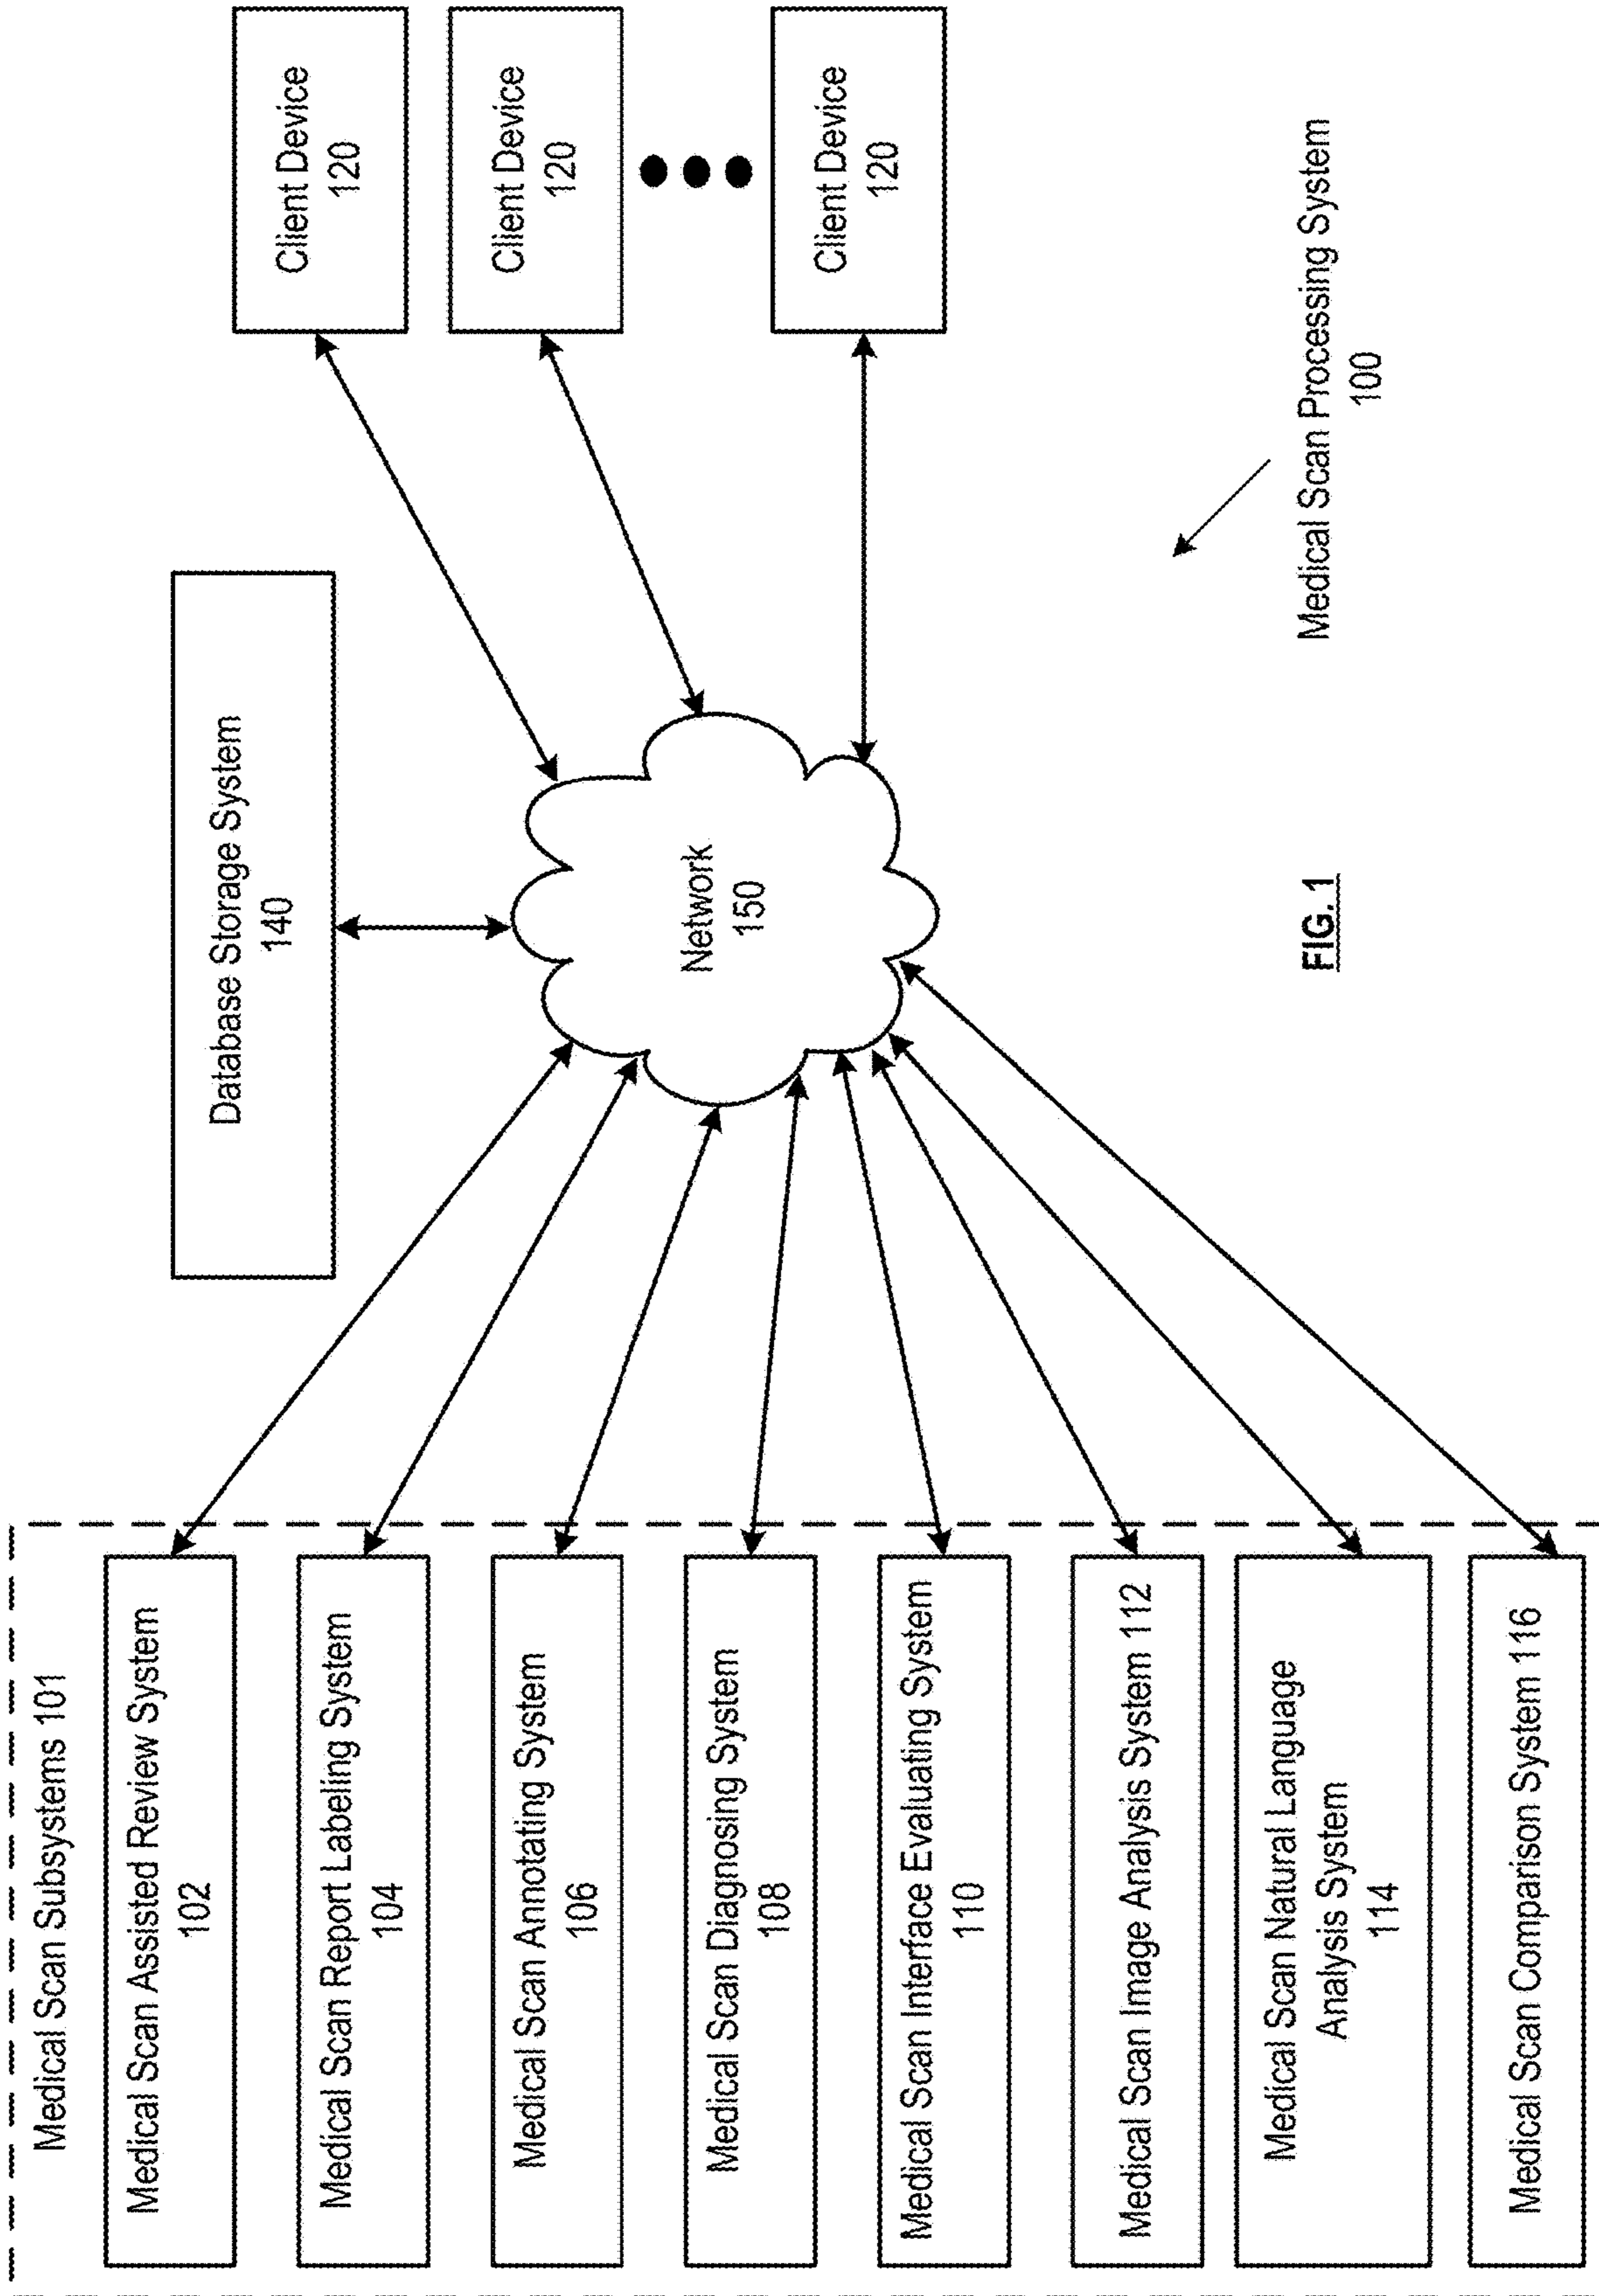 Medical Scan Subsystems 101
Medical Scan Assisted Review System
102
Medical Scan Report Labeling System
104
Medical Scan Annotating System
106
Medical Scan Diagnosing System
108
Medical Scan Interface Evaluating System
110
Medical Scan Image Analysis System 112
Medical Scan Natural Language
Analysis System
114
Medical Scan Comparison System 116
Database Storage System
140
Network
150
Client Device
120
Client Device
120
Client Device
120
Medical Scan Processing System
100
FIG. 1